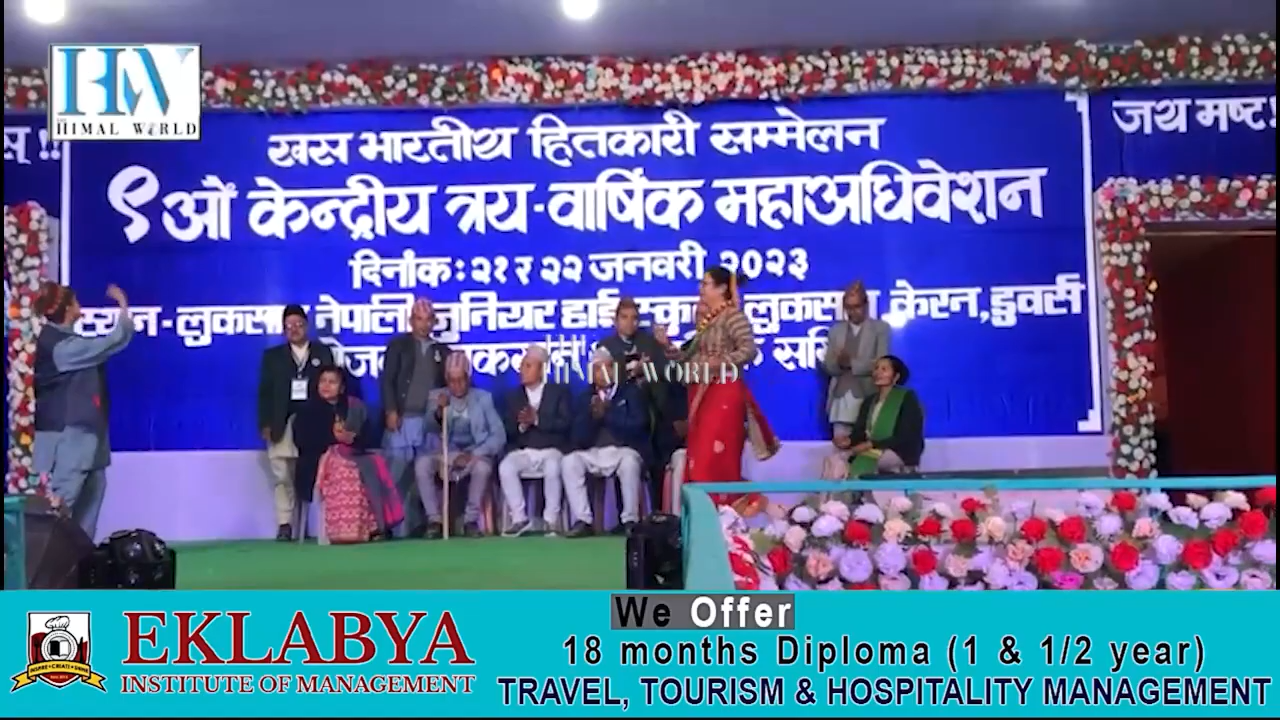 HW
THE HIMAL WORLD
स् !!
जय मष्ट!
खस भारतीय हितकारी सम्मेलन
९औं केन्द्रीय त्रय-वार्षिक महाअधिवेशन
दिनांक : २१ र २२ जनवरी २०२३
नेपाली जुनियर हाई स्कुल केरन, डुवर्स
HIMAL WORLD
EKLABYA
INSTITUTE OF MANAGEMENT
We Offer
18 months Diploma (1 & 1/2 year)
TRAVEL, TOURISM & HOSPITALITY MANAGEMENT